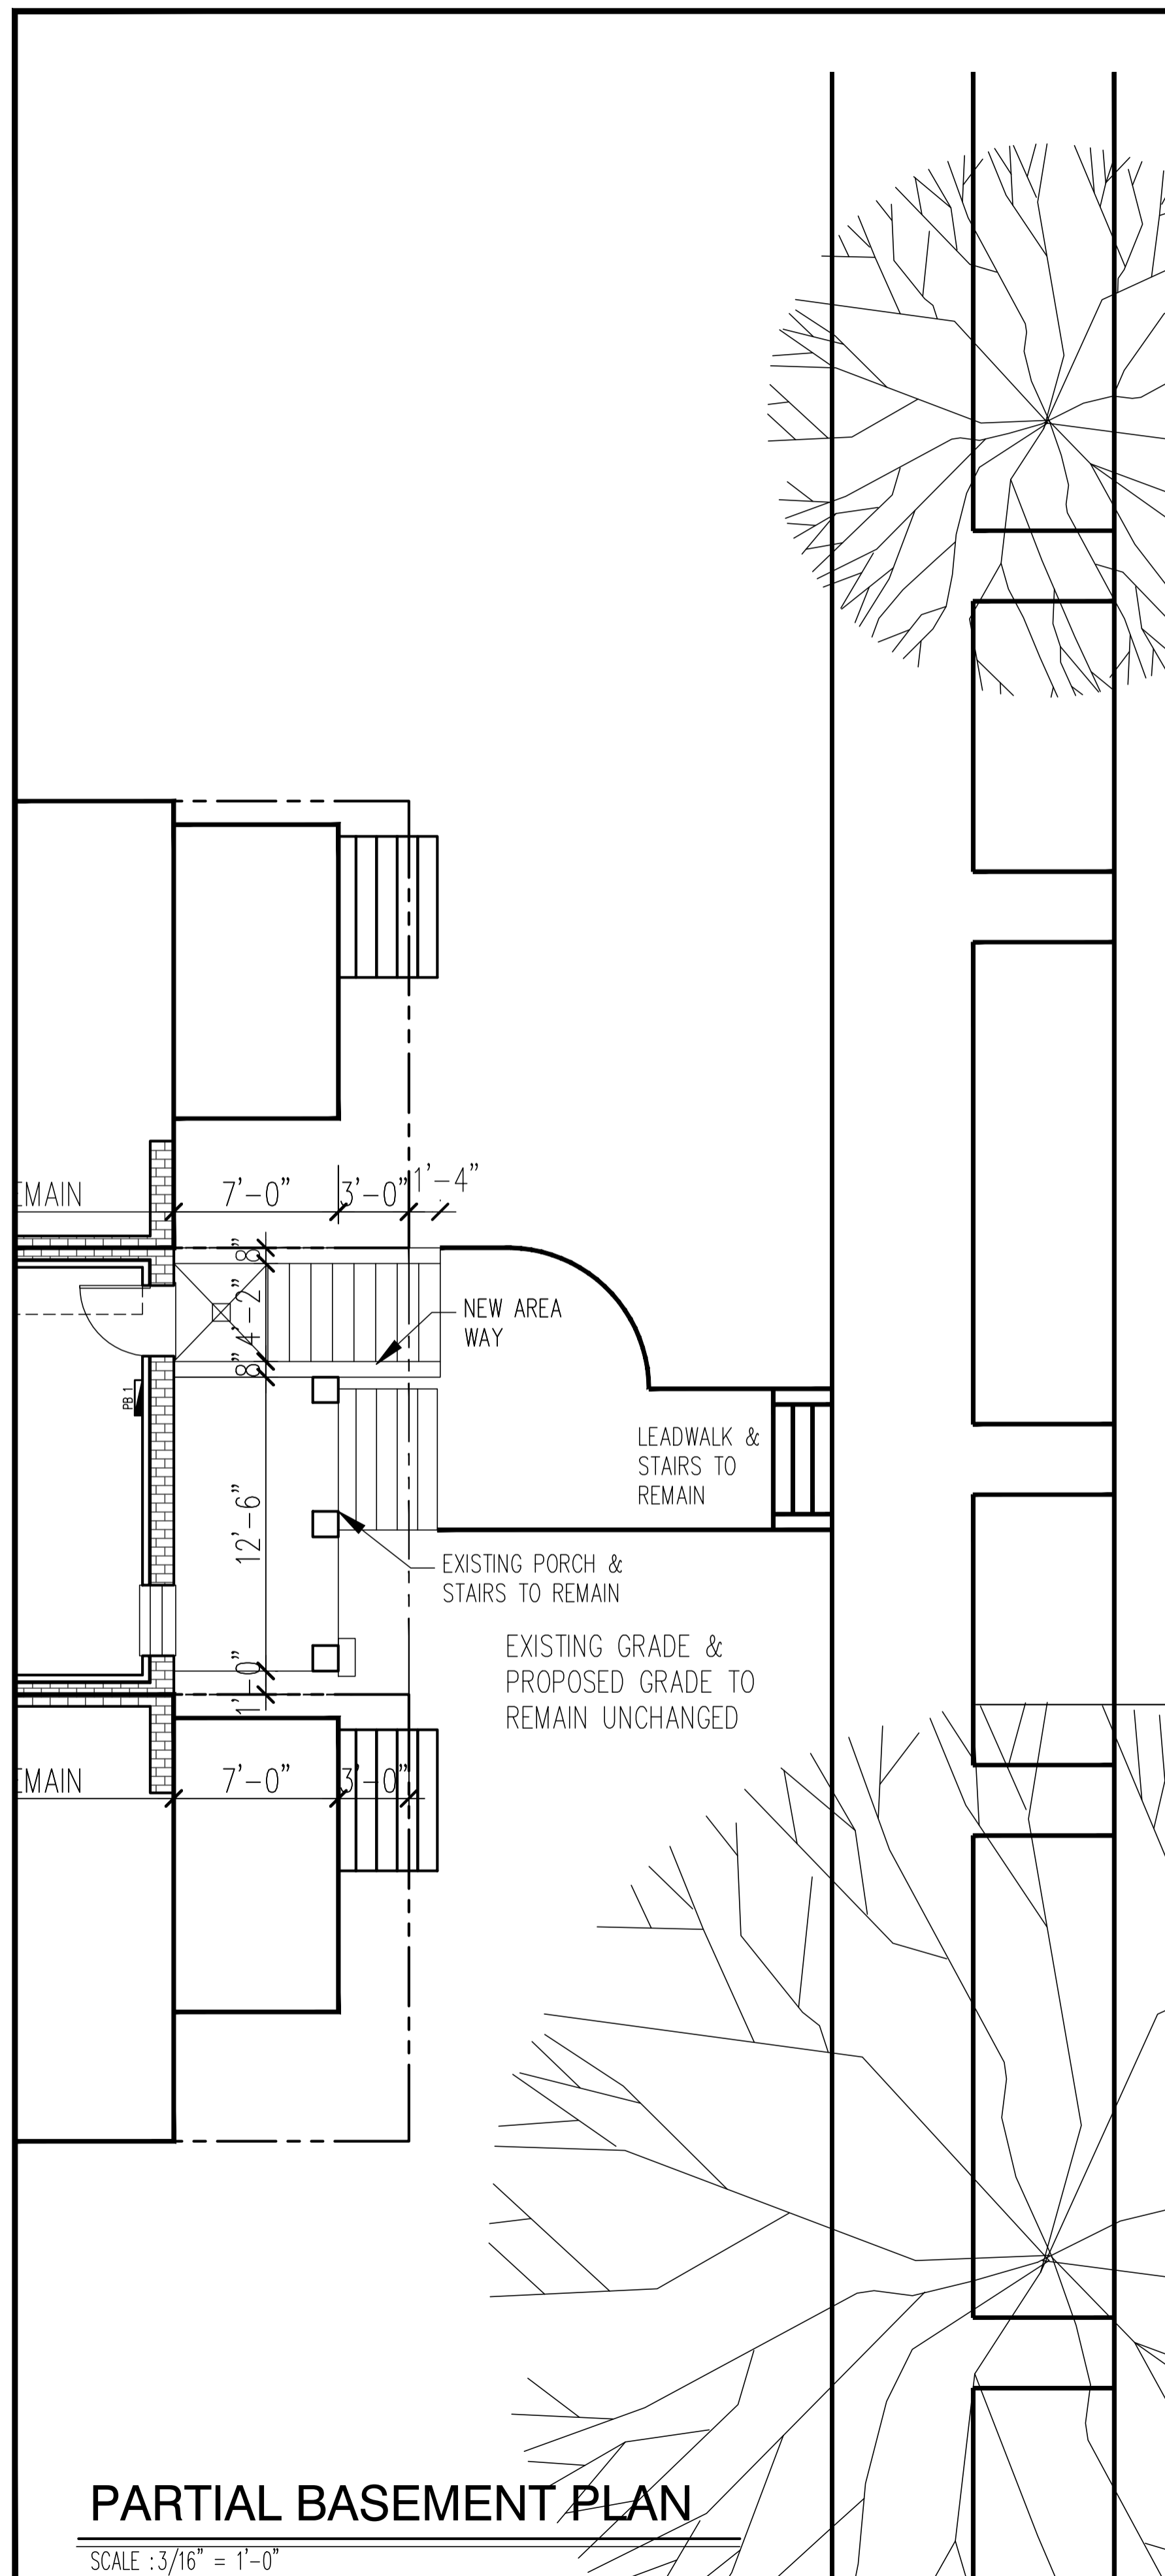 EMAIN
7'-0"
3'-0"
1'-4"
8"
4'-2"
8"
NEW AREA
WAY
PB 1
LEADWALK &
STAIRS TO
REMAIN
12'-6"
EXISTING PORCH &
STAIRS TO REMAIN
EXISTING GRADE &
PROPOSED GRADE TO
REMAIN UNCHANGED
1'-0"
EMAIN
7'-0"
3'-0"
PARTIAL BASEMENT PLAN
SCALE :3/16" = 1'-0"